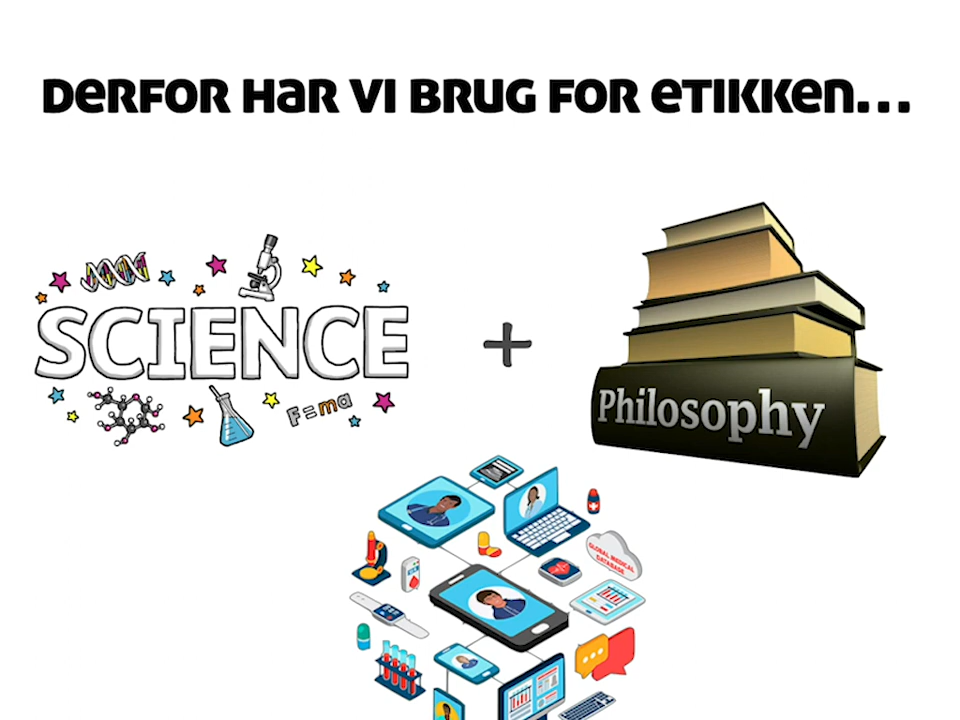 Derfor har vi brug for etikken...
SCIENCE
+
F=ma
Philosophy
GLOBAL MEDICAL
DATABASE